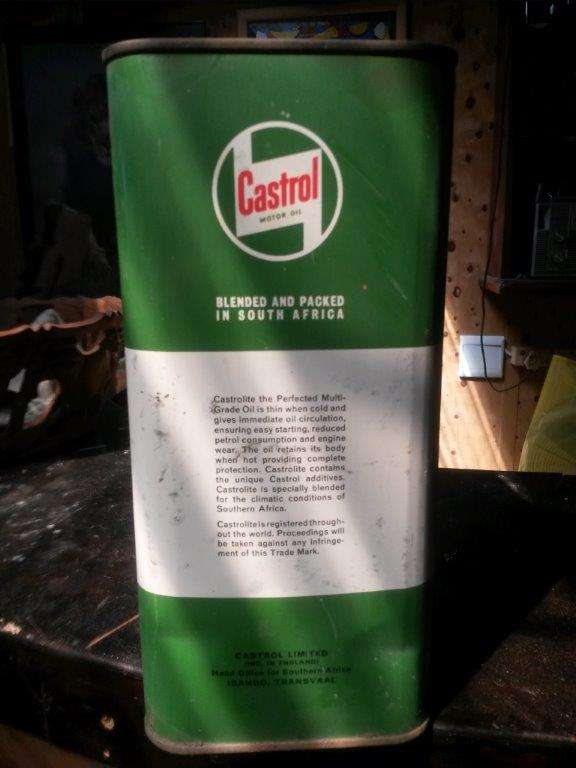 Castrol
MOTOR OIL
BLENDED AND PACKED
IN SOUTH AFRICA
Castrolite the Perfected Multi-
Grade Oil is thin when cold and
gives immediate oil circulation,
ensuring easy starting, reduced
petrol consumption and engine
wear. The oil retains its body
when hot providing complete
protection. Castrolite contains
the unique Castrol additives.
Castrolite is specially blended
for the climatic conditions of
Southern Africa.
Castrolite is registered through-
out the world. Proceedings will
be taken against any infringe-
ment of this Trade Mark.
CASTROL LIMITED
(INC. IN ENGLAND)
Head Office for Southern Africa
ISANDO, TRANSVAAL